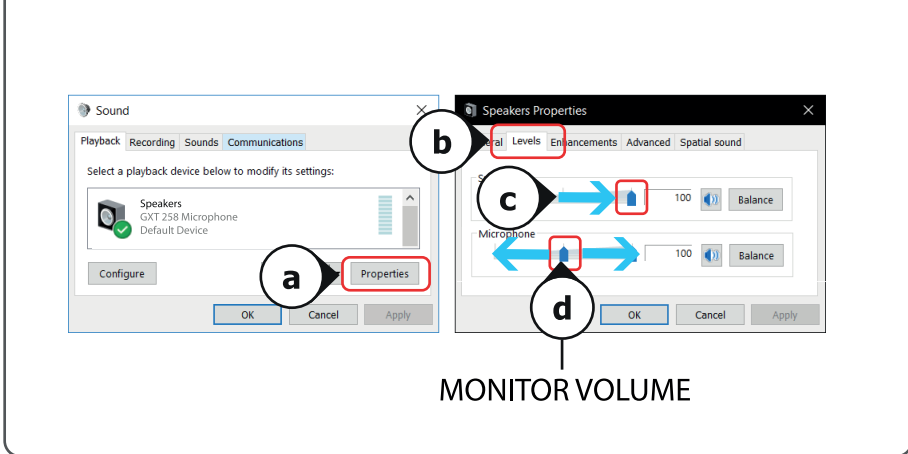 Sound
Playback Recording Sounds Communications
Select a playback device below to modify its settings:
Speakers
GXT 258 Microphone
Default Device
Configure
a
Properties
OK Cancel Apply
Speakers Properties
b
Levels Enhancements Advanced Spatial sound
c
100 Balance
Microphone
100 Balance
d
OK Cancel Apply
MONITOR VOLUME